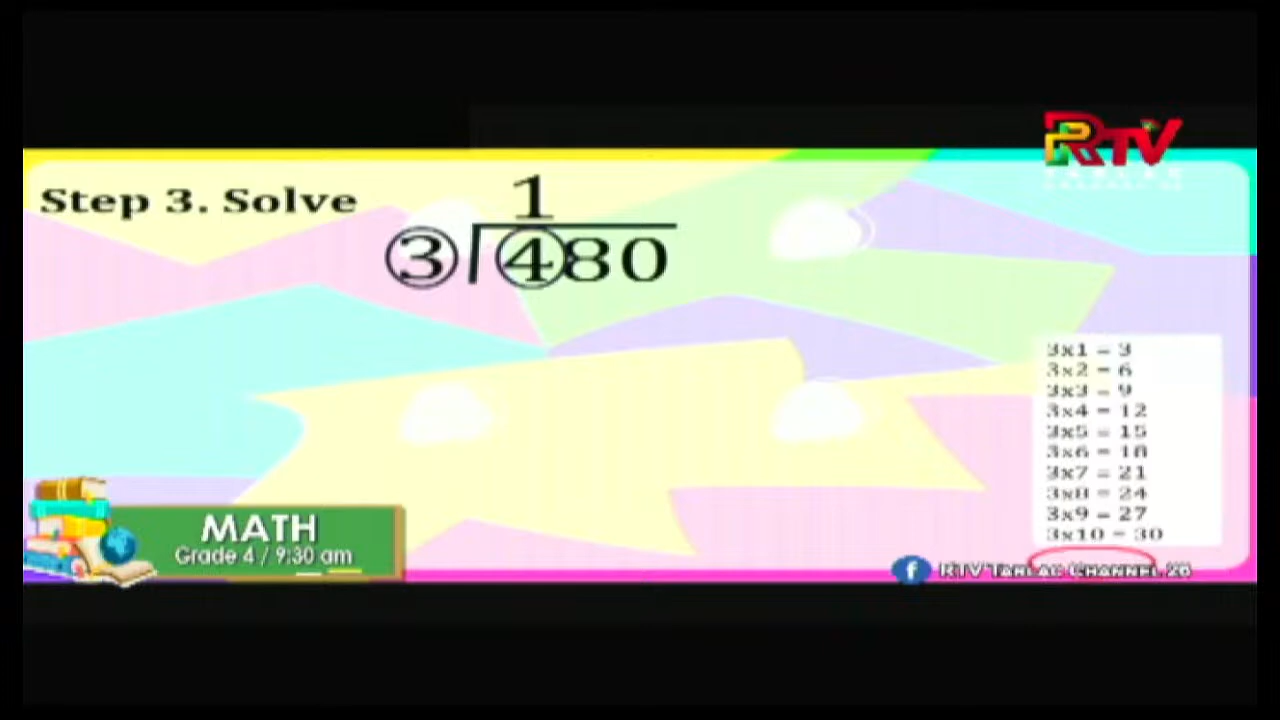 RTV
Step 3. Solve
1
3 480
3x1 = 3
3x2 = 6
3x3 = 9
3x4 = 12
3x5 = 15
3x6 = 18
3x7 = 21
3x8 = 24
3x9 = 27
3x10 = 30
MATH
Grade 4 / 9:30 am
RTV Tarlac Channel 26